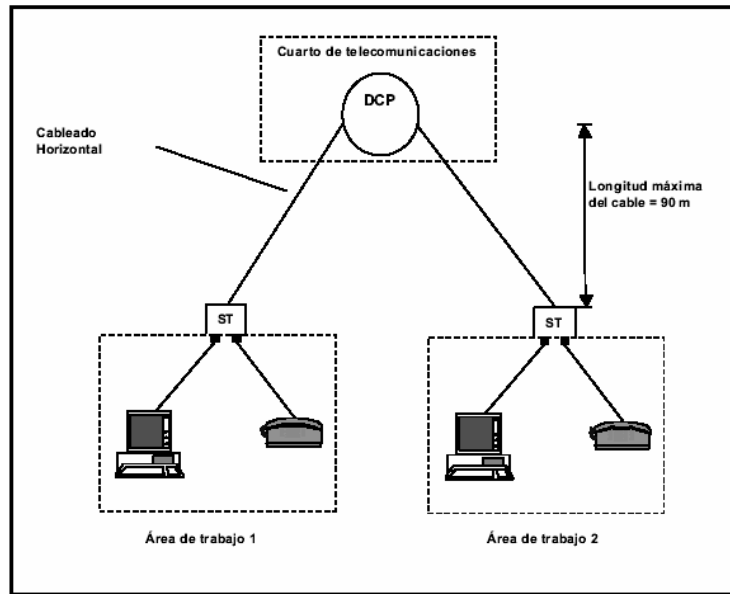 Cuarto de telecomunicaciones
DCP
Cableado
Horizontal
Longitud máxima
del cable = 90 m
ST
ST
Área de trabajo 1
Área de trabajo 2